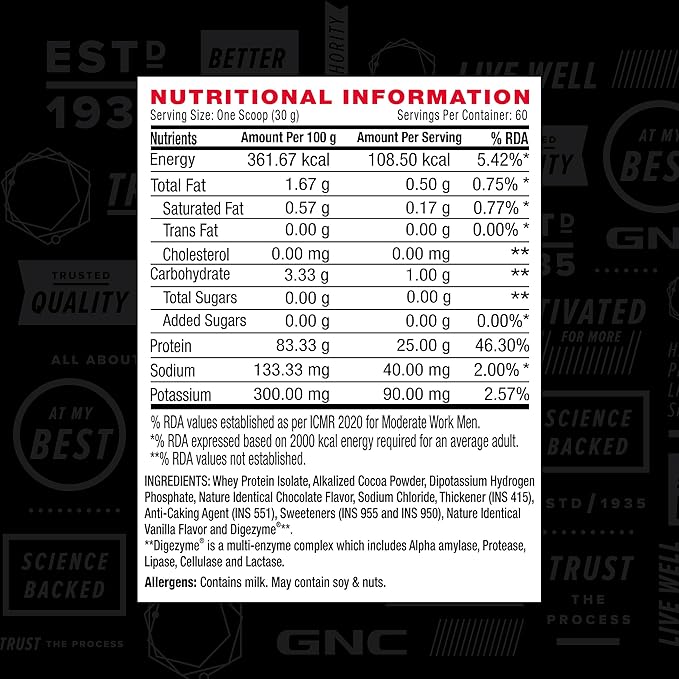 ESTD
1935
BETTER
HORITY
LIVE WELL
NUTRITIONAL INFORMATION
Serving Size: One Scoop (30 g) Servings Per Container: 60
Nutrients Amount Per 100 g Amount Per Serving % RDA
Energy 361.67 kcal 108.50 kcal 5.42%*
Total Fat 1.67 g 0.50 g 0.75% *
Saturated Fat 0.57 g 0.17 g 0.77% *
Trans Fat 0.00 g 0.00 g 0.00% *
Cholesterol 0.00 mg 0.00 mg **
Carbohydrate 3.33 g 1.00 g **
Total Sugars 0.00 g 0.00 g **
Added Sugars 0.00 g 0.00 g 0.00%*
Protein 83.33 g 25.00 g 46.30%
Sodium 133.33 mg 40.00 mg 2.00% *
Potassium 300.00 mg 90.00 mg 2.57%
% RDA values established as per ICMR 2020 for Moderate Work Men.
*% RDA expressed based on 2000 kcal energy required for an average adult.
**% RDA values not established.
INGREDIENTS: Whey Protein Isolate, Alkalized Cocoa Powder, Dipotassium Hydrogen
Phosphate, Nature Identical Chocolate Flavor, Sodium Chloride, Thickener (INS 415),
Anti-Caking Agent (INS 551), Sweeteners (INS 955 and INS 950), Nature Identical
Vanilla Flavor and Digezyme®**.
**Digezyme® is a multi-enzyme complex which includes Alpha amylase, Protease,
Lipase, Cellulase and Lactase.
Allergens: Contains milk. May contain soy & nuts.
TRUSTED
QUALITY
ALL ABOU
AT MY
BEST
SCIENCE
BACKED
TRUST THE PROCESS
GNC
AT MY
BES
GNC
FOR MORE
SCIENCE
BACKED
STD / 1935
TRUST
THE PROCESS
LIVE WELL